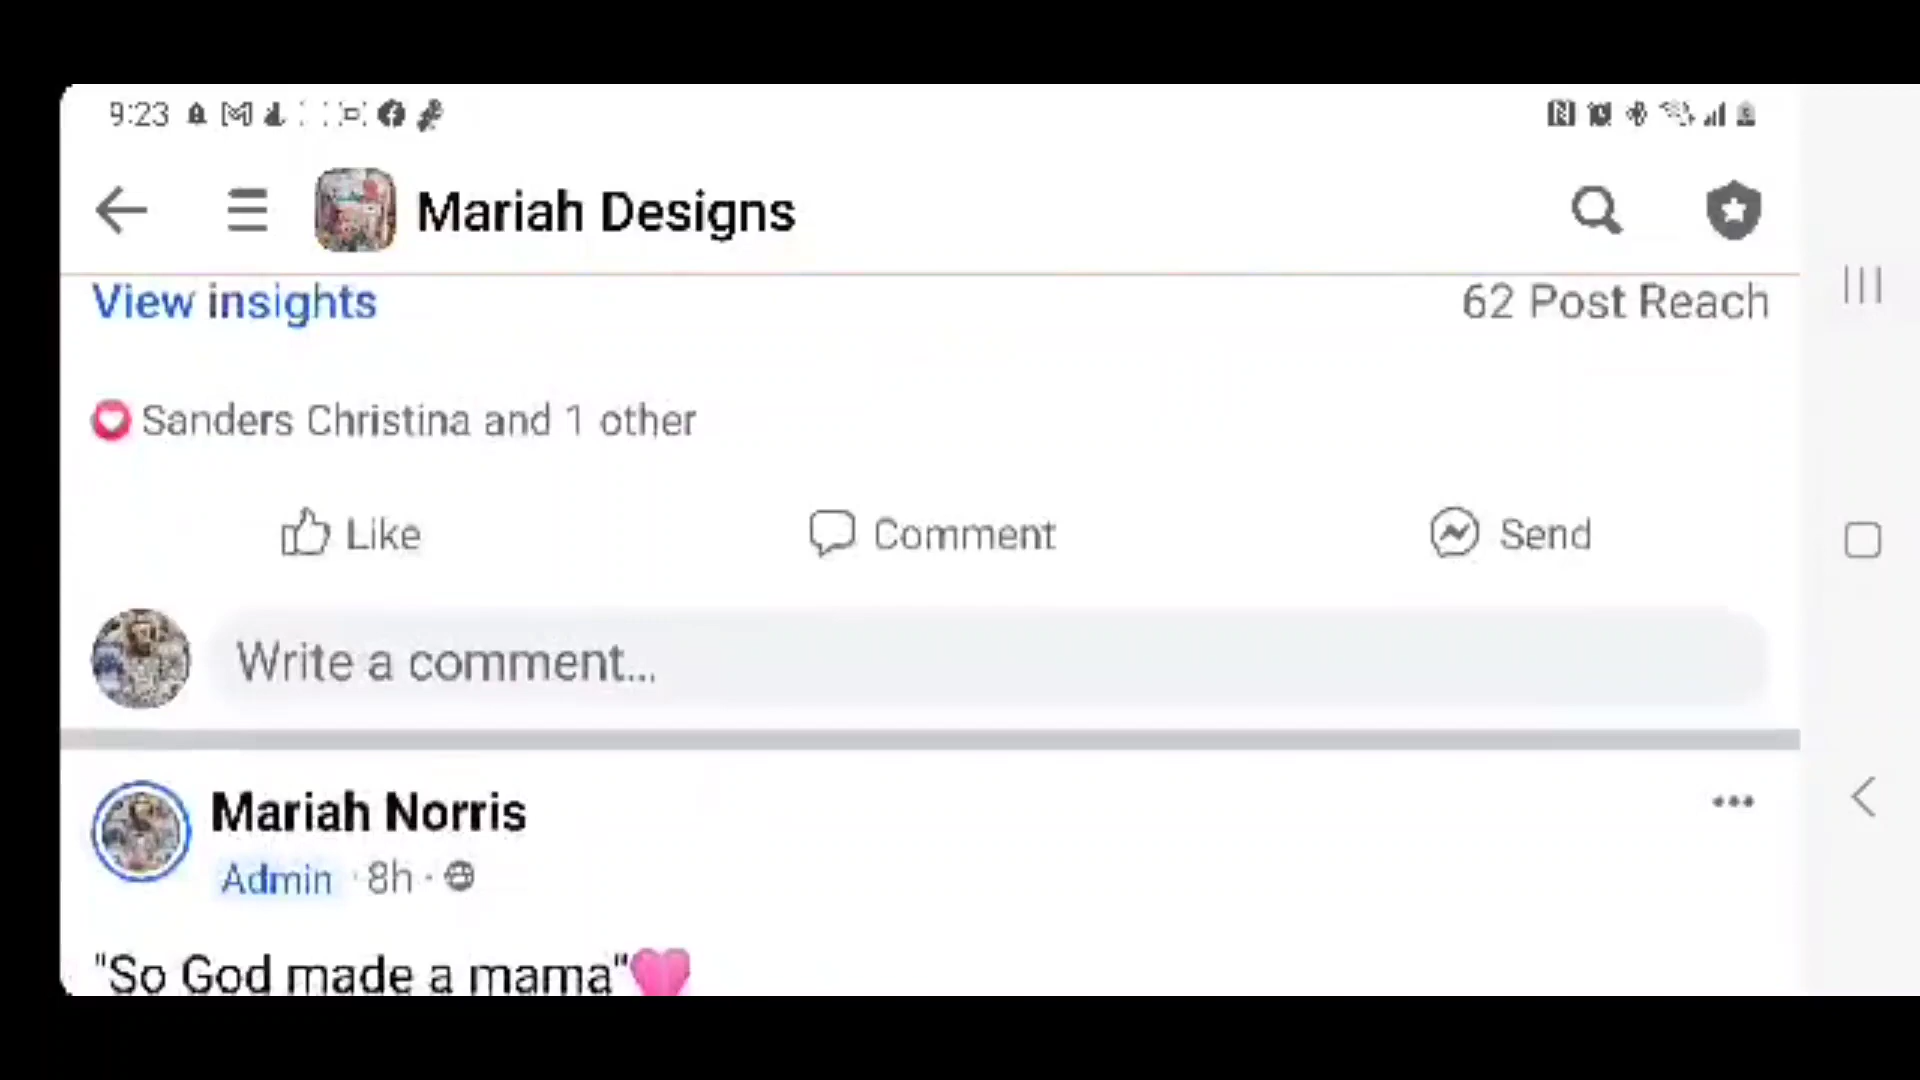 9:23
Mariah Designs
View insights
62 Post Reach
Sanders Christina and 1 other
Like
Comment
Send
Write a comment...
Mariah Norris
Admin · 8h ·
"So God made a mama"